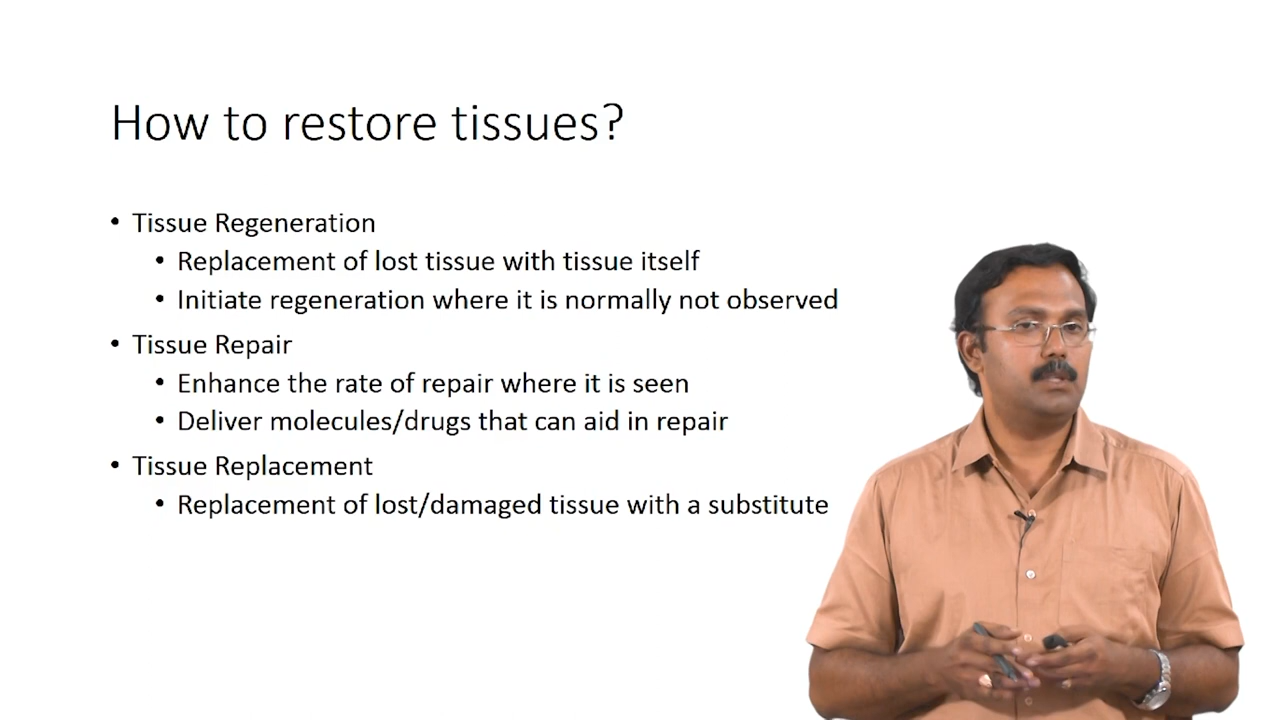 How to restore tissues?
• Tissue Regeneration
• Replacement of lost tissue with tissue itself
• Initiate regeneration where it is normally not observed
• Tissue Repair
• Enhance the rate of repair where it is seen
• Deliver molecules/drugs that can aid in repair
• Tissue Replacement
• Replacement of lost/damaged tissue with a substitute